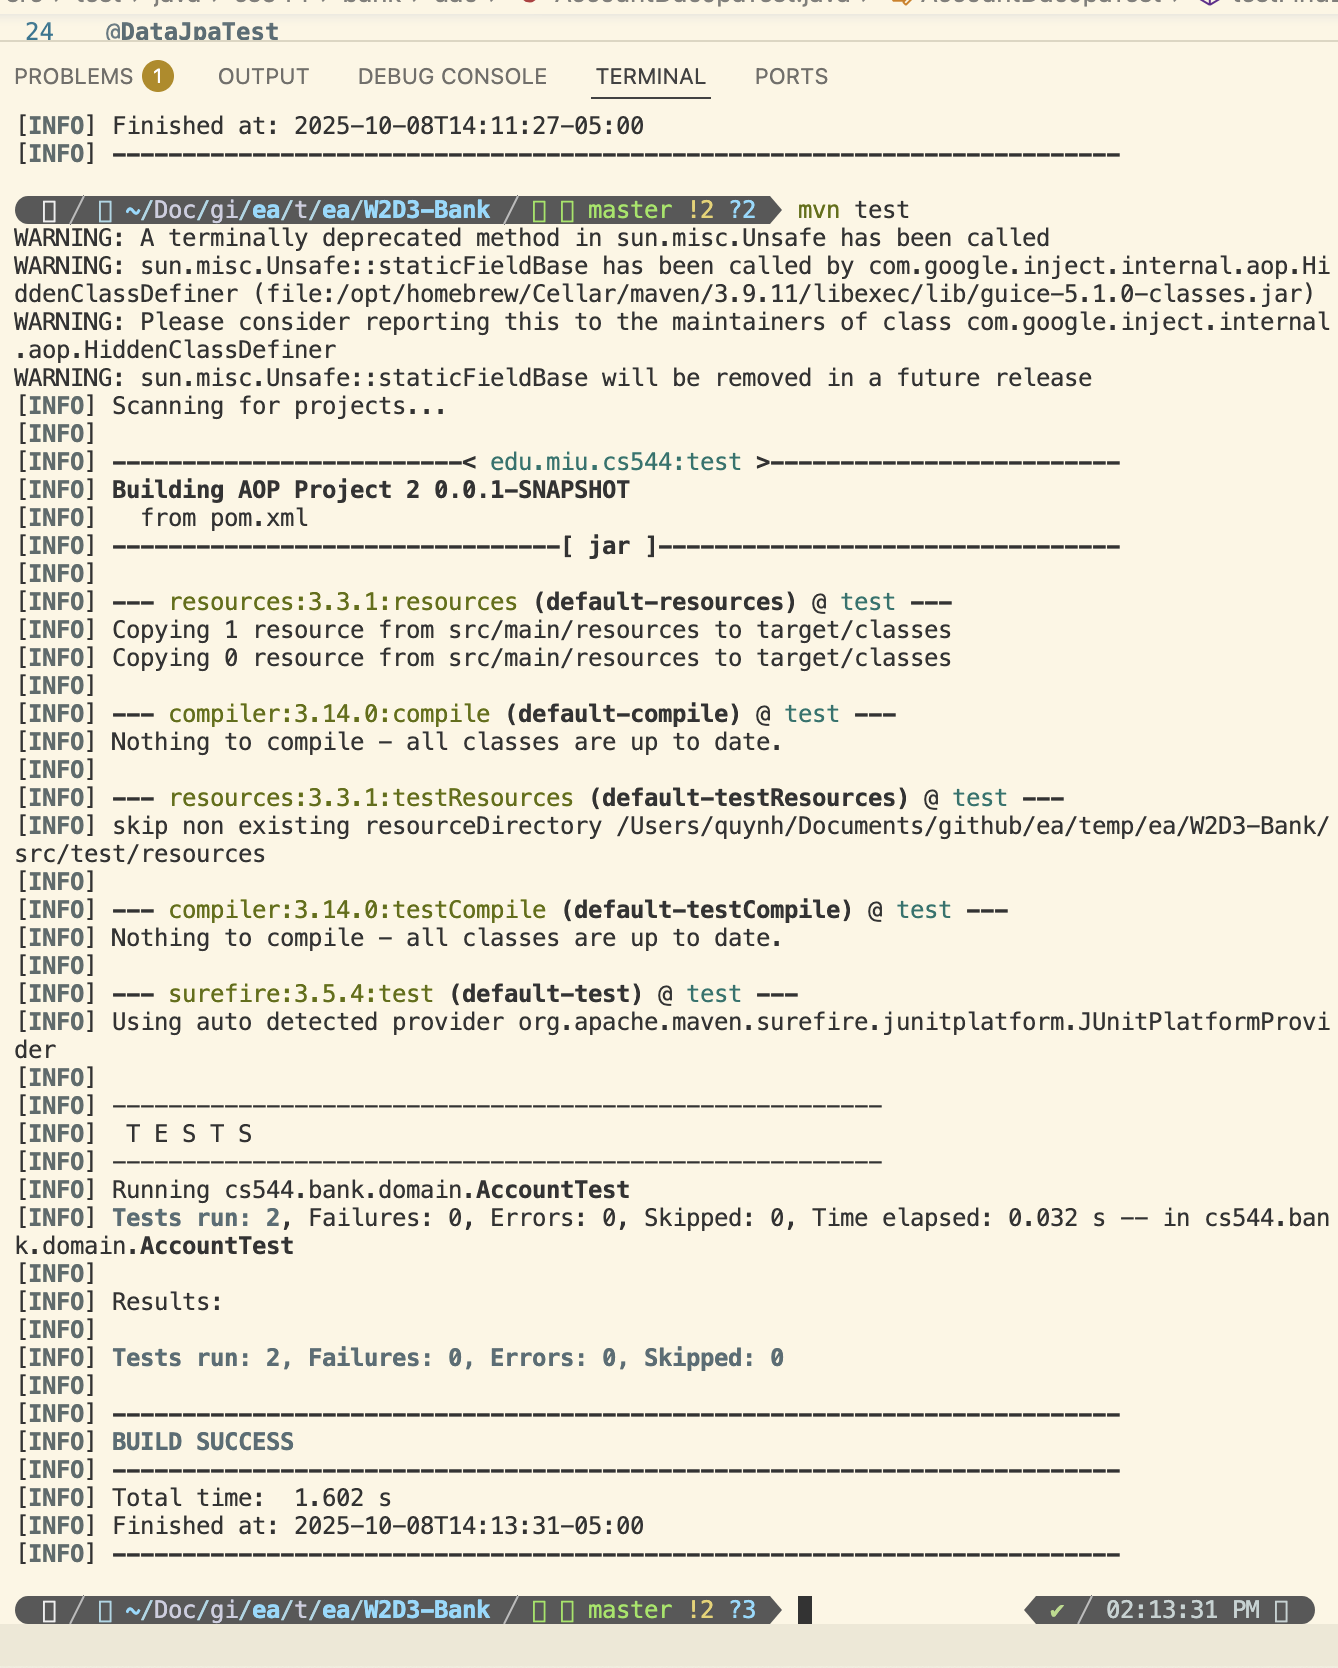 24 @DataJpaTest
PROBLEMS 1 OUTPUT DEBUG CONSOLE TERMINAL PORTS
[INFO] Finished at: 2025-10-08T14:11:27-05:00
[INFO] ------------------------------------------------------------------------
~/Doc/gi/ea/t/ea/W2D3-Bank master !2 ?2 mvn test
WARNING: A terminally deprecated method in sun.misc.Unsafe has been called
WARNING: sun.misc.Unsafe::staticFieldBase has been called by com.google.inject.internal.aop.Hi
ddenClassDefiner (file:/opt/homebrew/Cellar/maven/3.9.11/libexec/lib/guice-5.1.0-classes.jar)
WARNING: Please consider reporting this to the maintainers of class com.google.inject.internal
.aop.HiddenClassDefiner
WARNING: sun.misc.Unsafe::staticFieldBase will be removed in a future release
[INFO] Scanning for projects...
[INFO]
[INFO] -------------------------< edu.miu.cs544:test >-------------------------
[INFO] Building AOP Project 2 0.0.1-SNAPSHOT
[INFO]   from pom.xml
[INFO] --------------------------------[ jar ]---------------------------------
[INFO]
[INFO] --- resources:3.3.1:resources (default-resources) @ test ---
[INFO] Copying 1 resource from src/main/resources to target/classes
[INFO] Copying 0 resource from src/main/resources to target/classes
[INFO]
[INFO] --- compiler:3.14.0:compile (default-compile) @ test ---
[INFO] Nothing to compile - all classes are up to date.
[INFO]
[INFO] --- resources:3.3.1:testResources (default-testResources) @ test ---
[INFO] skip non existing resourceDirectory /Users/quynh/Documents/github/ea/temp/ea/W2D3-Bank/
src/test/resources
[INFO]
[INFO] --- compiler:3.14.0:testCompile (default-testCompile) @ test ---
[INFO] Nothing to compile - all classes are up to date.
[INFO]
[INFO] --- surefire:3.5.4:test (default-test) @ test ---
[INFO] Using auto detected provider org.apache.maven.surefire.junitplatform.JUnitPlatformProvi
der
[INFO]
[INFO] -------------------------------------------------------
[INFO]  T E S T S
[INFO] -------------------------------------------------------
[INFO] Running cs544.bank.domain.AccountTest
[INFO] Tests run: 2, Failures: 0, Errors: 0, Skipped: 0, Time elapsed: 0.032 s -- in cs544.ban
k.domain.AccountTest
[INFO]
[INFO] Results:
[INFO]
[INFO] Tests run: 2, Failures: 0, Errors: 0, Skipped: 0
[INFO]
[INFO] ------------------------------------------------------------------------
[INFO] BUILD SUCCESS
[INFO] ------------------------------------------------------------------------
[INFO] Total time:  1.602 s
[INFO] Finished at: 2025-10-08T14:13:31-05:00
[INFO] ------------------------------------------------------------------------
~/Doc/gi/ea/t/ea/W2D3-Bank master !2 ?3 ✔ 02:13:31 PM